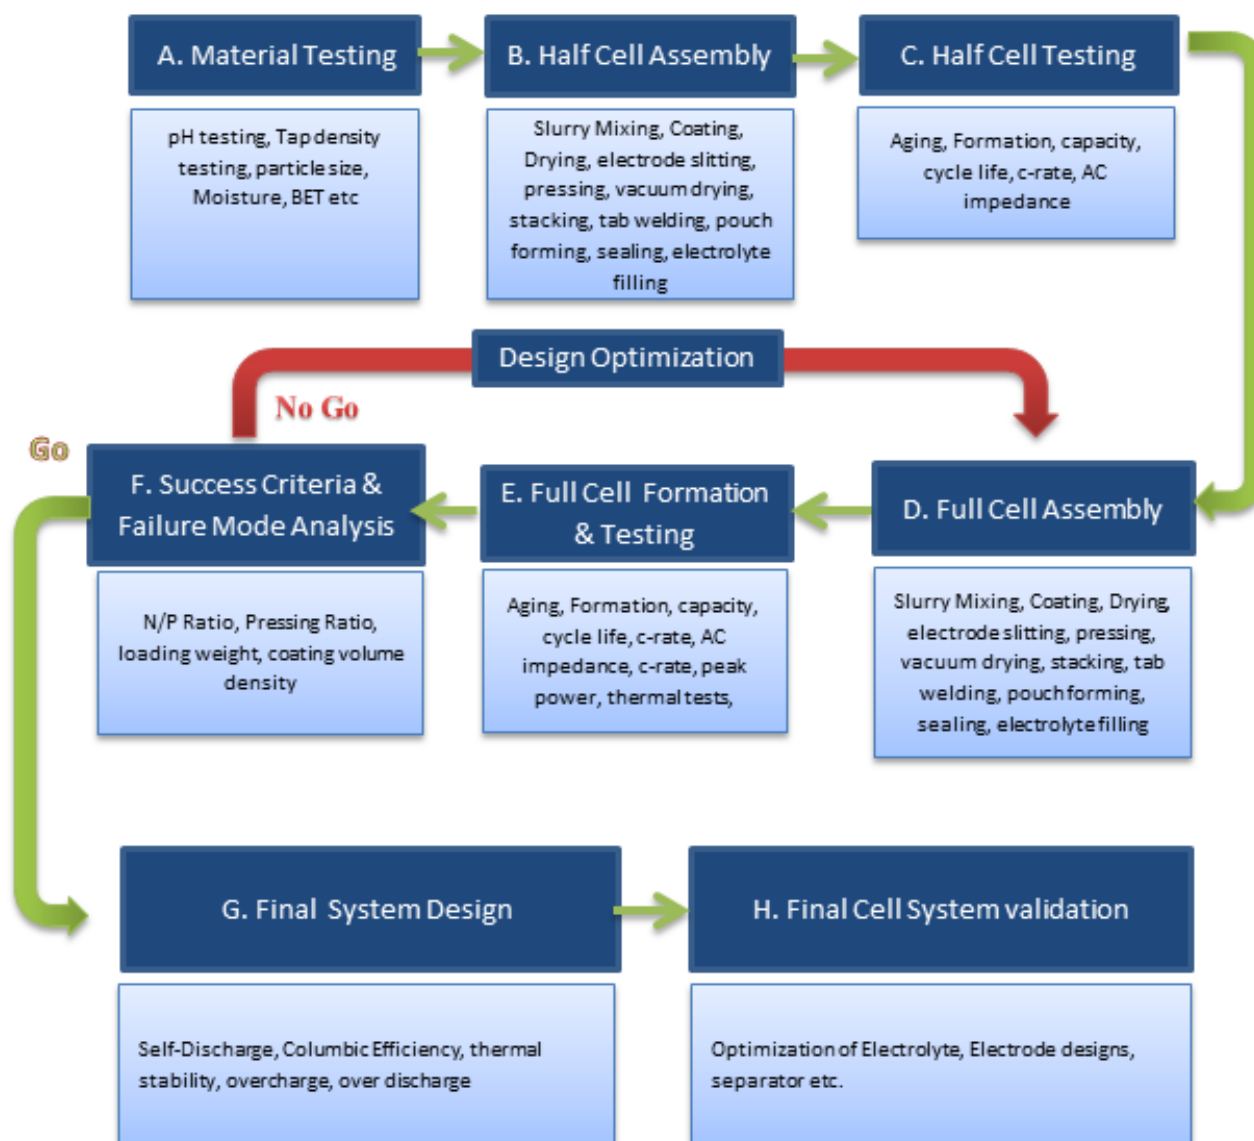 A. Material Testing
pH testing, Tap density
testing, particle size,
Moisture, BET etc
B. Half Cell Assembly
Slurry Mixing, Coating,
Drying, electrode slitting,
pressing, vacuum drying,
stacking, tab welding, pouch
forming, sealing, electrolyte
filling
C. Half Cell Testing
Aging, Formation, capacity,
cycle life, c-rate, AC
impedance
Design Optimization
No Go
Go
D. Full Cell Assembly
Slurry Mixing, Coating, Drying,
electrode slitting, pressing,
vacuum drying, stacking, tab
welding, pouch forming,
sealing, electrolyte filling
E. Full Cell Formation
& Testing
Aging, Formation, capacity,
cycle life, c-rate, AC
impedance, c-rate, peak
power, thermal tests,
F. Success Criteria &
Failure Mode Analysis
N/P Ratio, Pressing Ratio,
loading weight, coating volume
density
G. Final System Design
Self-Discharge, Columbic Efficiency, thermal
stability, overcharge, over discharge
H. Final Cell System validation
Optimization of Electrolyte, Electrode designs,
separator etc.